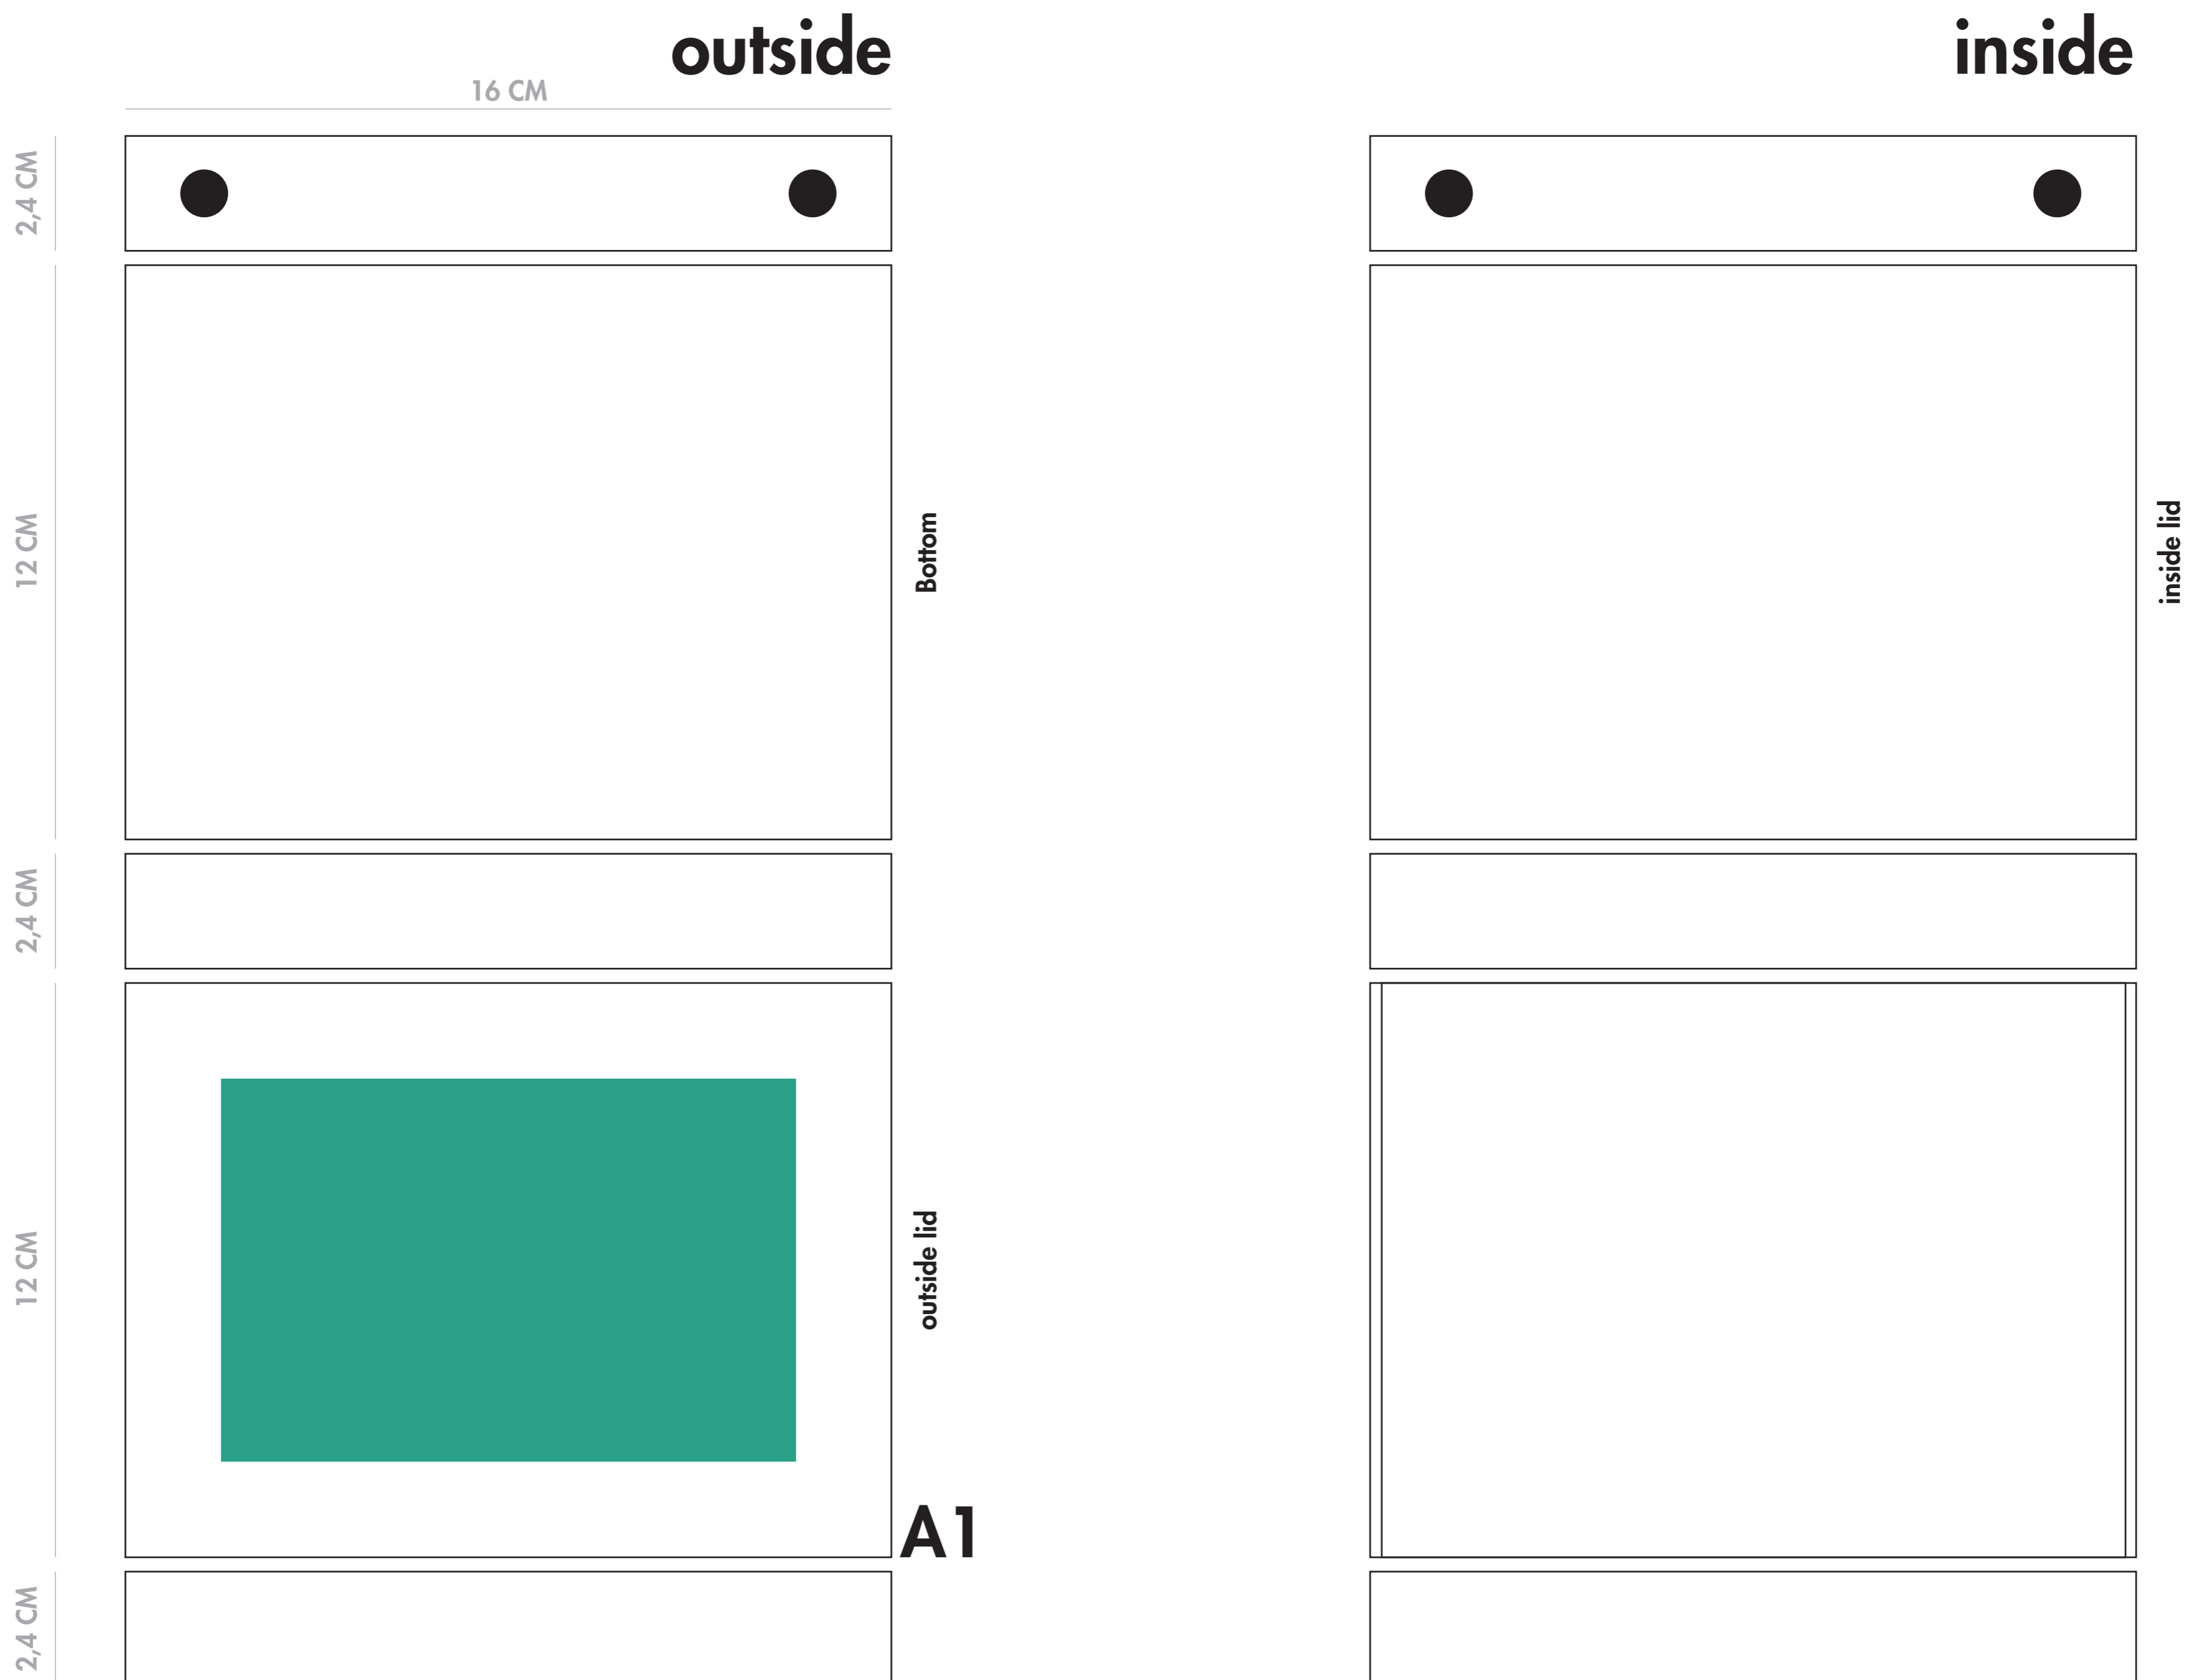 outside
inside
16 CM
2,4 CM
12 CM
Bottom
inside lid
2,4 CM
12 CM
outside lid
A1
2,4 CM